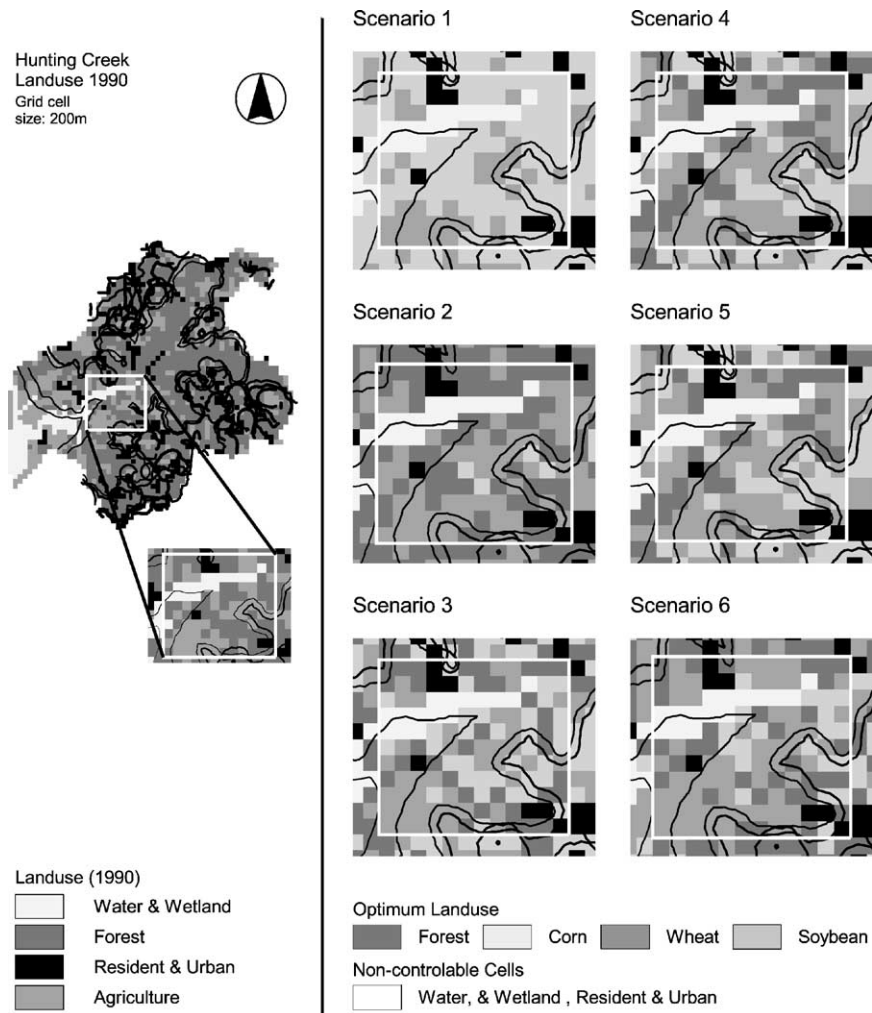 Hunting Creek
Landuse 1990
Grid cell
size: 200m
Landuse (1990)
Water & Wetland
Forest
Resident & Urban
Agriculture
Scenario 1
Scenario 4
Scenario 2
Scenario 5
Scenario 3
Scenario 6
Optimum Landuse
Forest Corn Wheat Soybean
Non-controlable Cells
Water, & Wetland , Resident & Urban